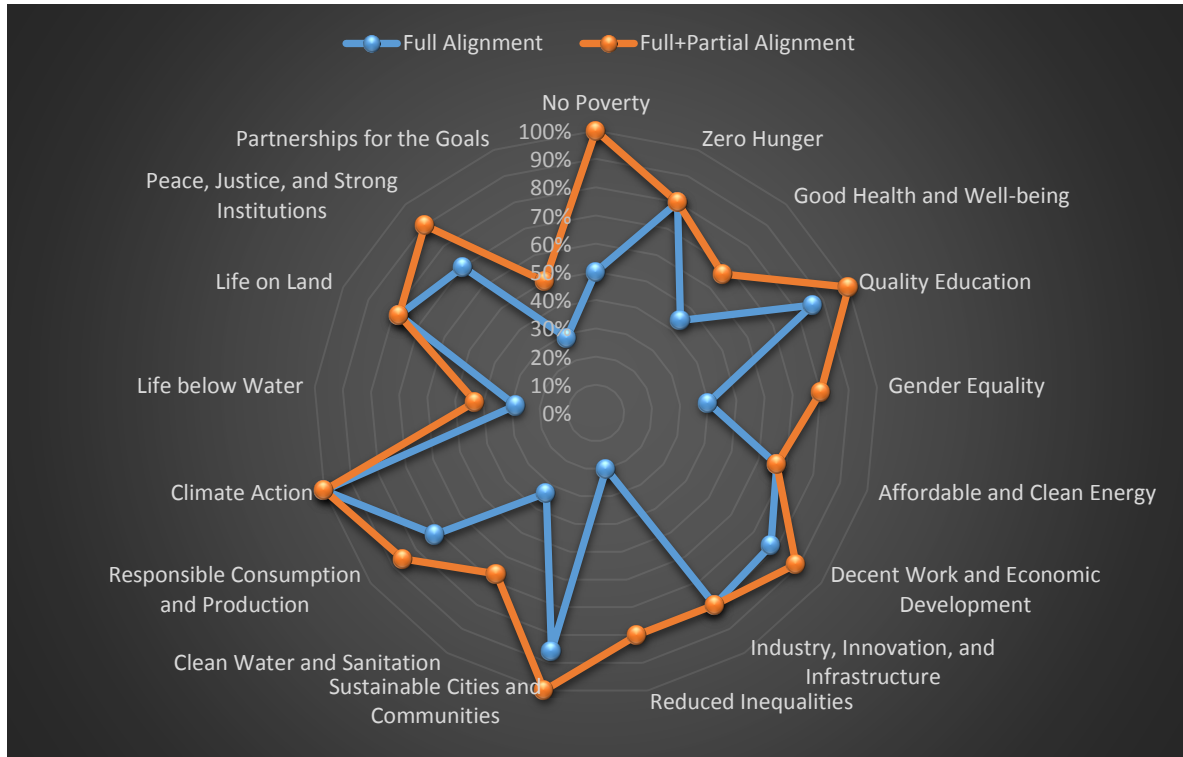 Full Alignment
Full+Partial Alignment
No Poverty
Zero Hunger
Good Health and Well-being
Quality Education
Gender Equality
Affordable and Clean Energy
Decent Work and Economic
Development
Industry, Innovation, and
Infrastructure
Reduced Inequalities
Sustainable Cities and
Communities
Clean Water and Sanitation
Responsible Consumption
and Production
Climate Action
Life below Water
Life on Land
Peace, Justice, and Strong
Institutions
Partnerships for the Goals
100%
90%
80%
70%
60%
50%
40%
30%
20%
10%
0%